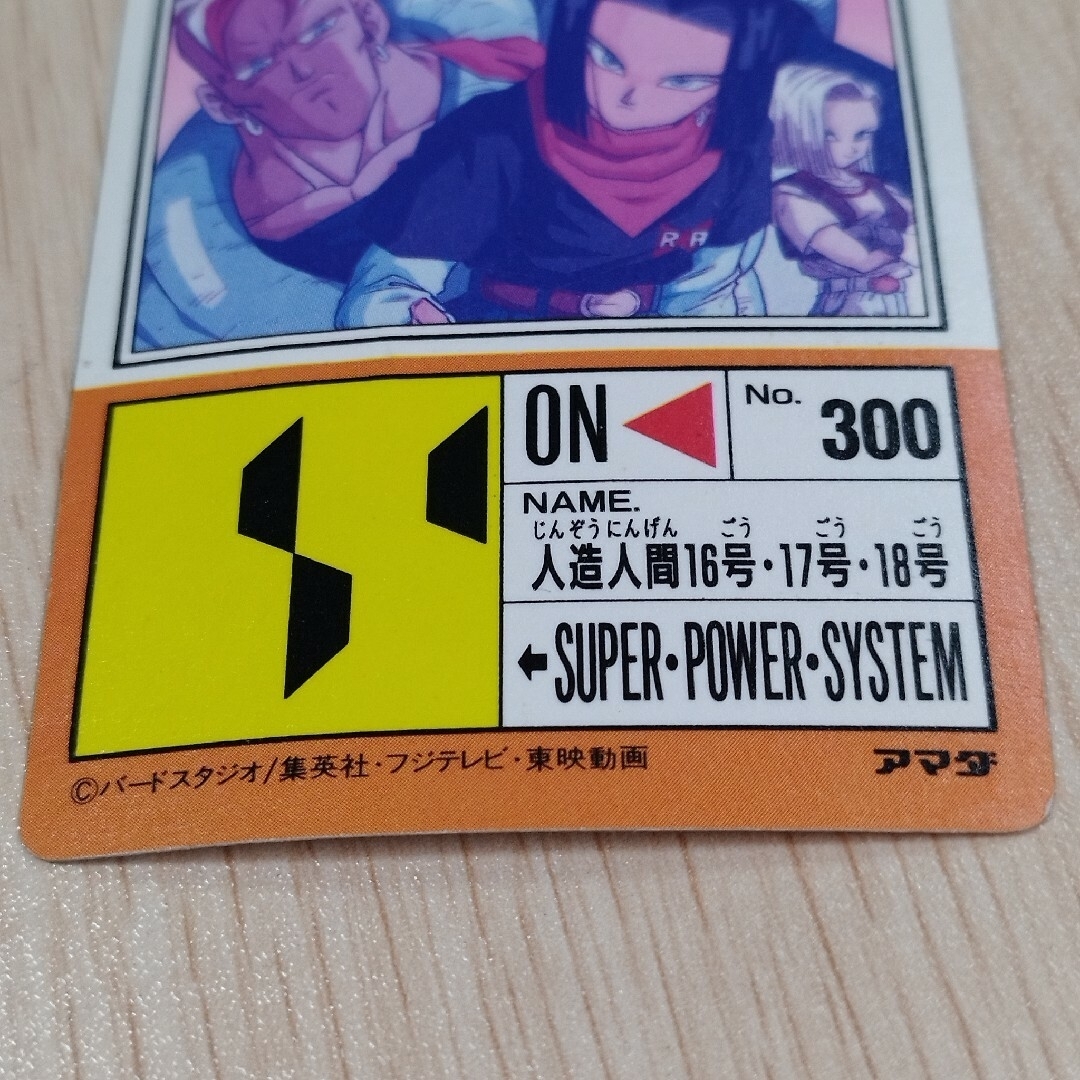 RR
ON
No. 300
NAME.
じんぞうにんげん ごう ごう ごう
人造人間16号・17号・18号
←SUPER・POWER・SYSTEM
©バードスタジオ/集英社・フジテレビ・東映動画
アマダ